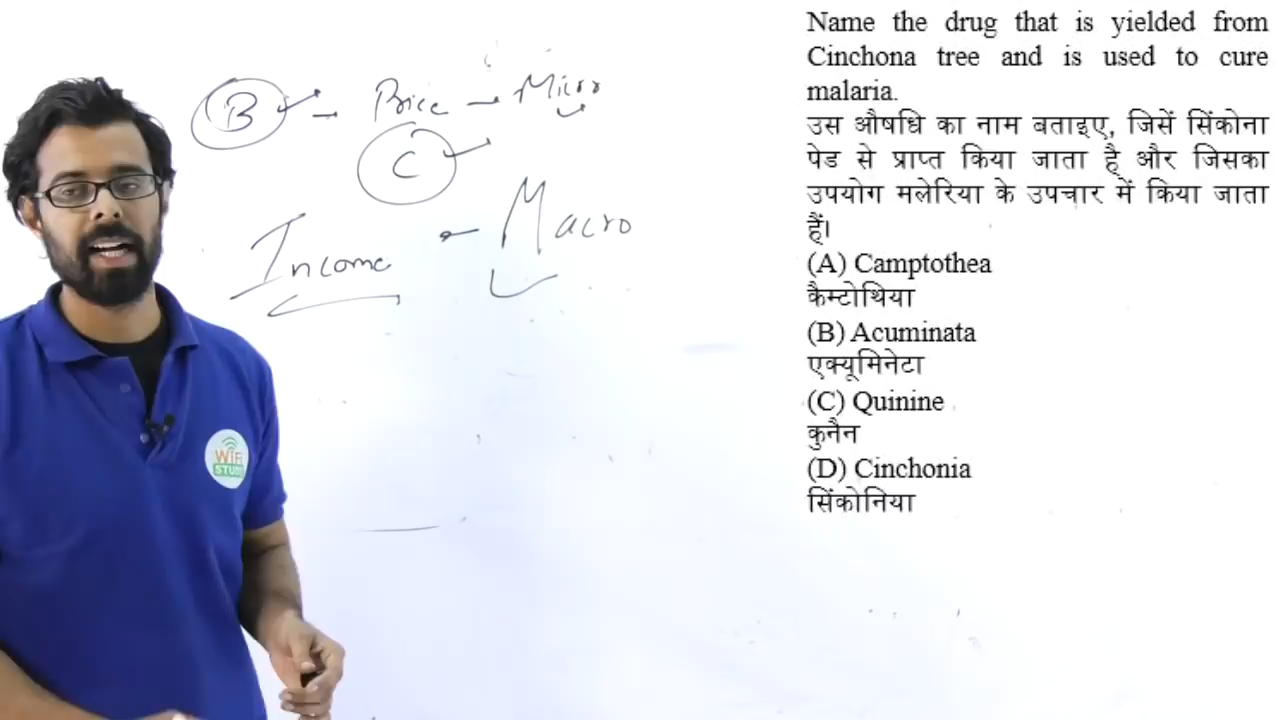 B - Price - Micro
C
Income - Macro
WiFi
STUDY
Name the drug that is yielded from
Cinchona tree and is used to cure
malaria.
उस औषधि का नाम बताइए, जिसें सिंकोना
पेड से प्राप्त किया जाता है और जिसका
उपयोग मलेरिया के उपचार में किया जाता
हैं।
(A) Camptothea
कैम्टोथिया
(B) Acuminata
एक्यूमिनेटा
(C) Quinine
कुनैन
(D) Cinchonia
सिंकोनिया